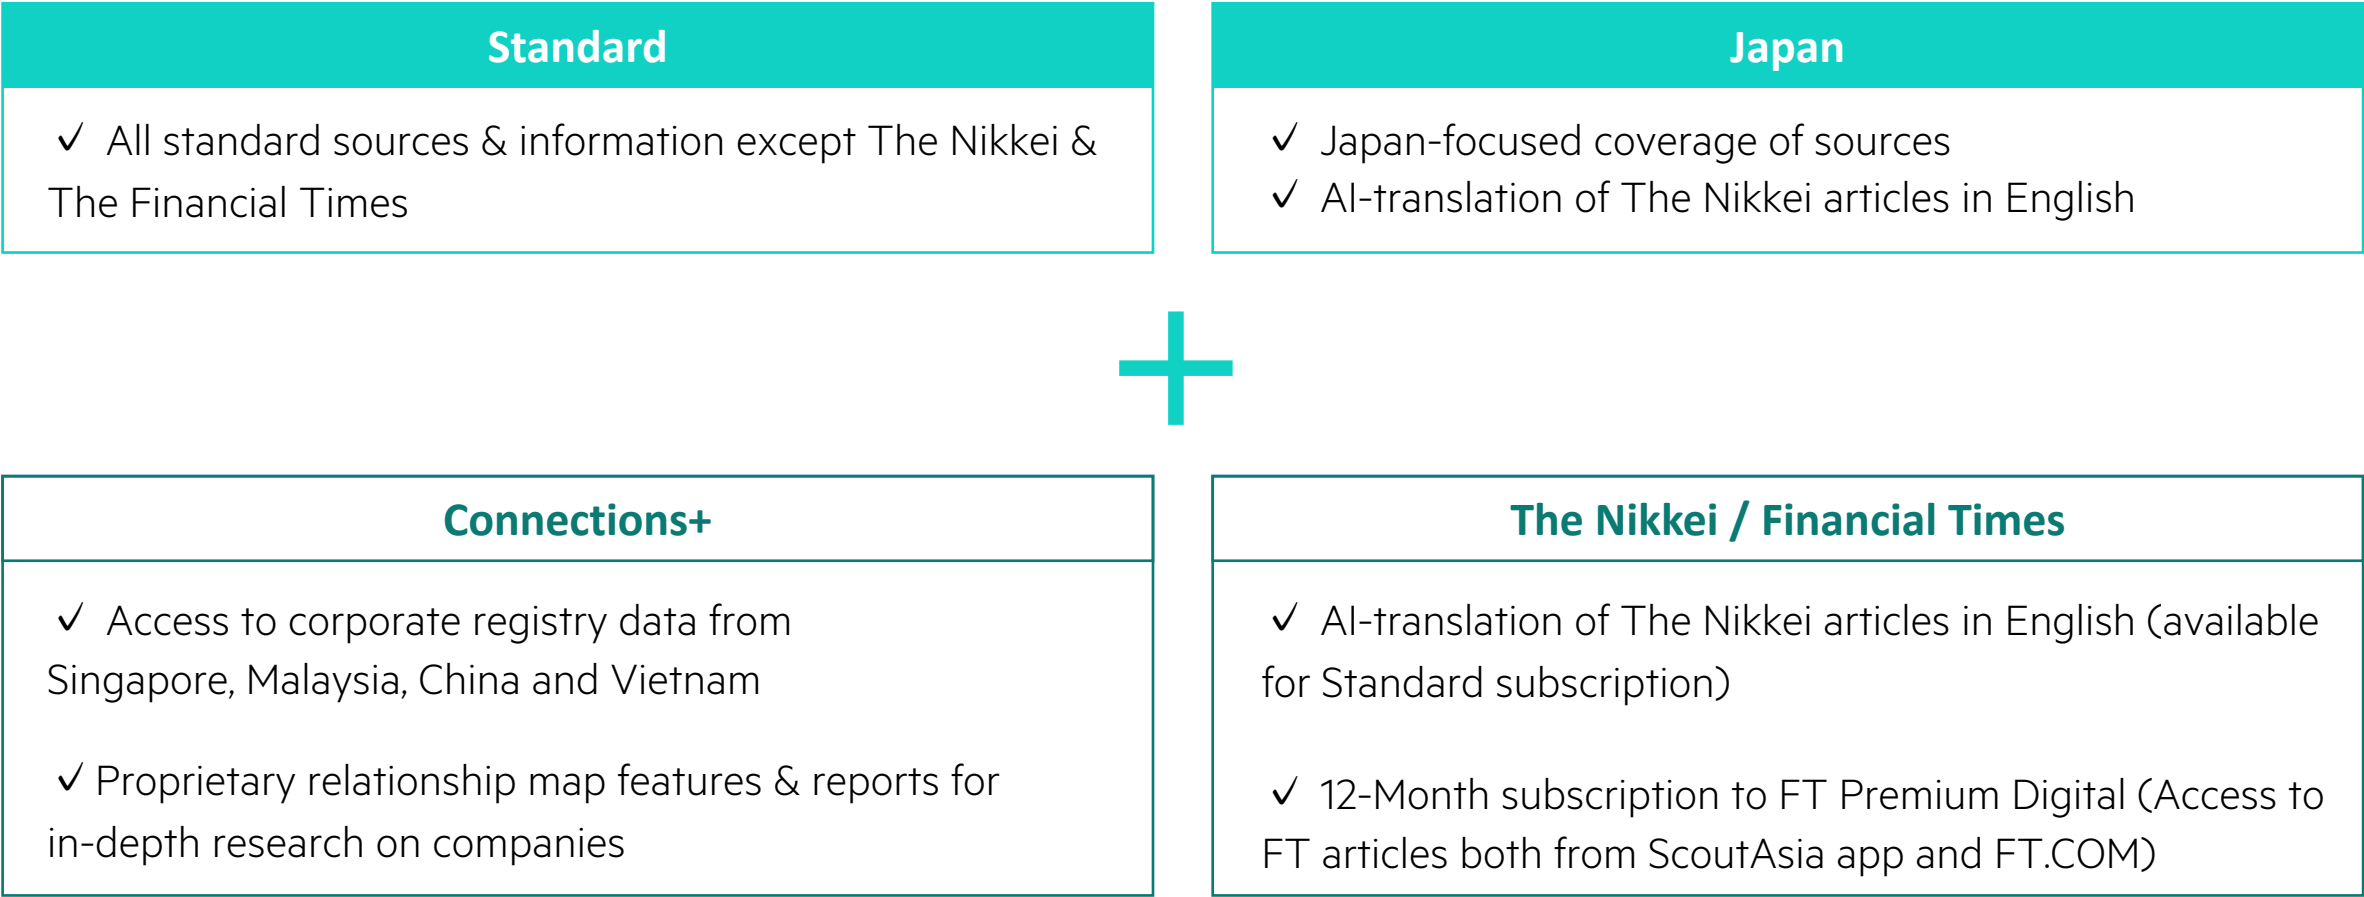 Standard
✓ All standard sources & information except The Nikkei &
The Financial Times
Japan
✓ Japan-focused coverage of sources
✓ AI-translation of The Nikkei articles in English
+
Connections+
✓ Access to corporate registry data from
Singapore, Malaysia, China and Vietnam
✓ Proprietary relationship map features & reports for
in-depth research on companies
The Nikkei / Financial Times
✓ AI-translation of The Nikkei articles in English (available
for Standard subscription)
✓ 12-Month subscription to FT Premium Digital (Access to
FT articles both from ScoutAsia app and FT.COM)